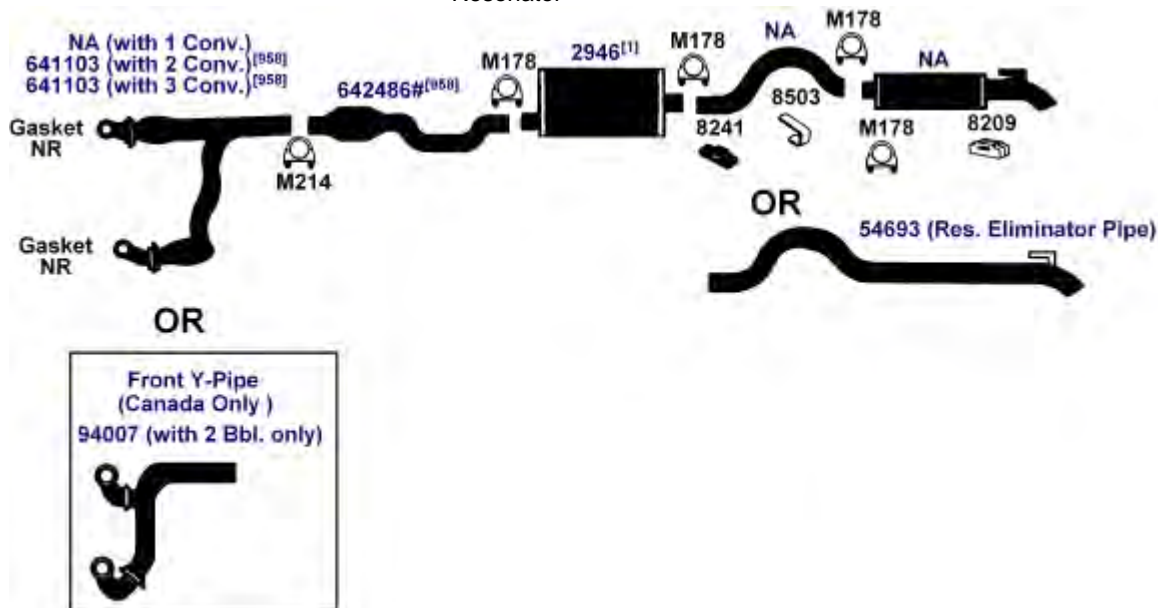 NA (with 1 Conv.)
641103 (with 2 Conv.)[958]
641103 (with 3 Conv.)[958]
642486#[958]
M178
2946[1]
M178
NA
M178
NA
Gasket
NR
M214
8241
8503
M178
8209
Gasket
NR
OR
54693 (Res. Eliminator Pipe)
OR
Front Y-Pipe
(Canada Only )
94007 (with 2 Bbl. only)